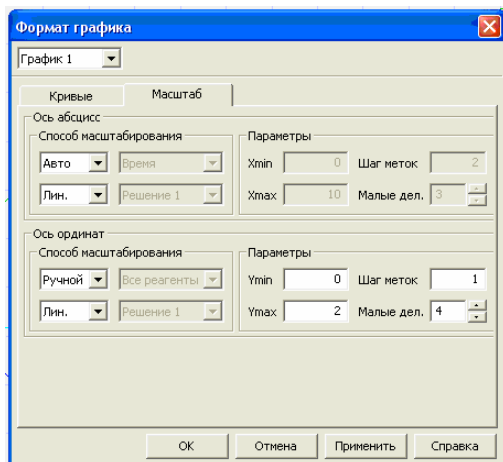 Формат графика
График 1
Кривые Масштаб
Ось абсцисс
Способ масштабирования Параметры
Авто Время Xmin 0 Шаг меток 2
Лин. Решение 1 Xmax 10 Малые дел. 3
Ось ординат
Способ масштабирования Параметры
Ручной Все реагенты Ymin 0 Шаг меток 1
Лин. Решение 1 Ymax 2 Малые дел. 4
OK Отмена Применить Справка